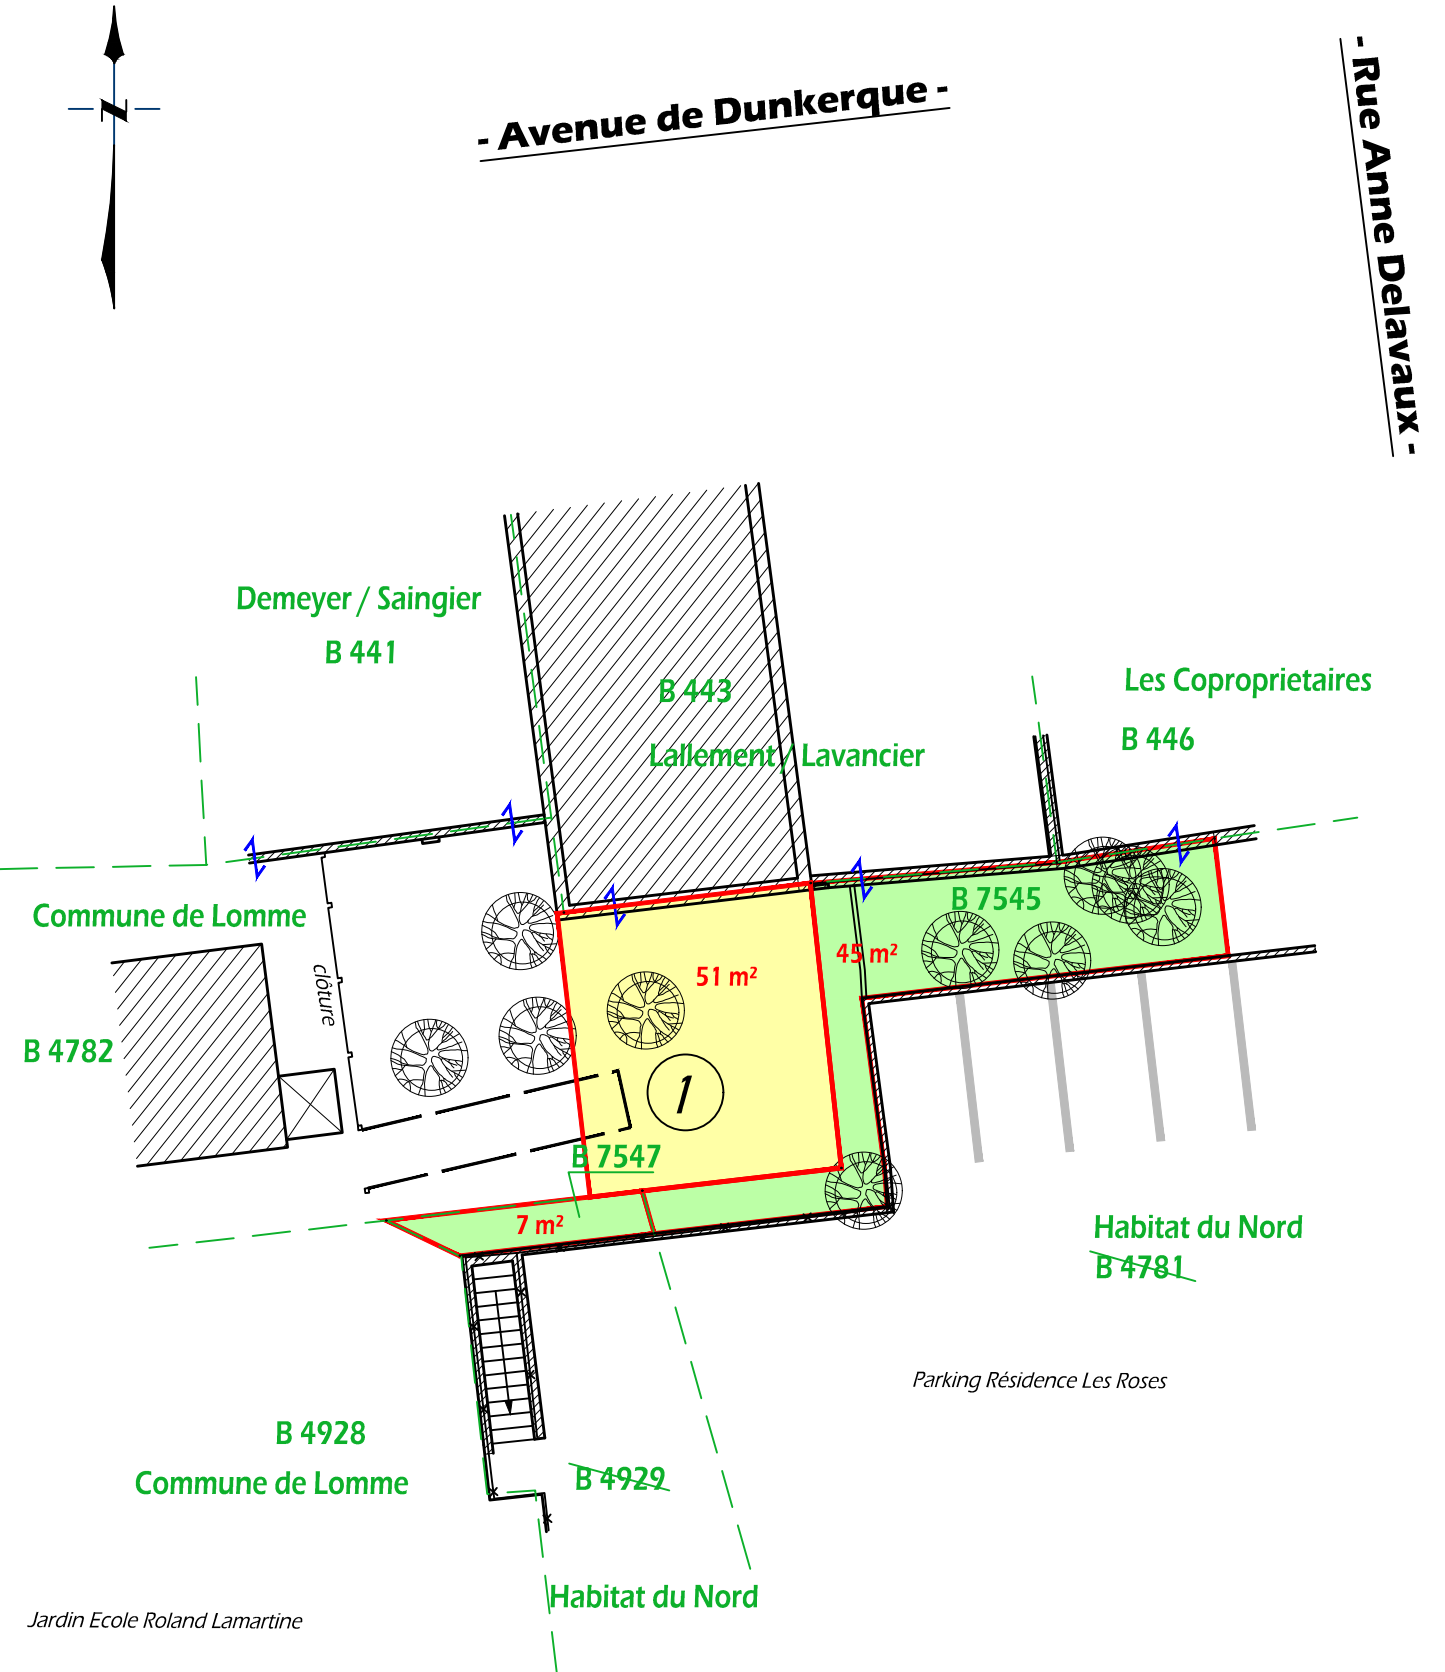 N
- Avenue de Dunkerque -
- Rue Anne Delavaux -
Demeyer / Saingier
B 441
B 443
Lallement / Lavancier
Les Coproprietaires
B 446
Commune de Lomme
B 7545
45 m²
51 m²
clôture
B 4782
1
B 7547
7 m²
Habitat du Nord
B 4781
Parking Résidence Les Roses
B 4928
Commune de Lomme
B 4929
Habitat du Nord
Jardin Ecole Roland Lamartine